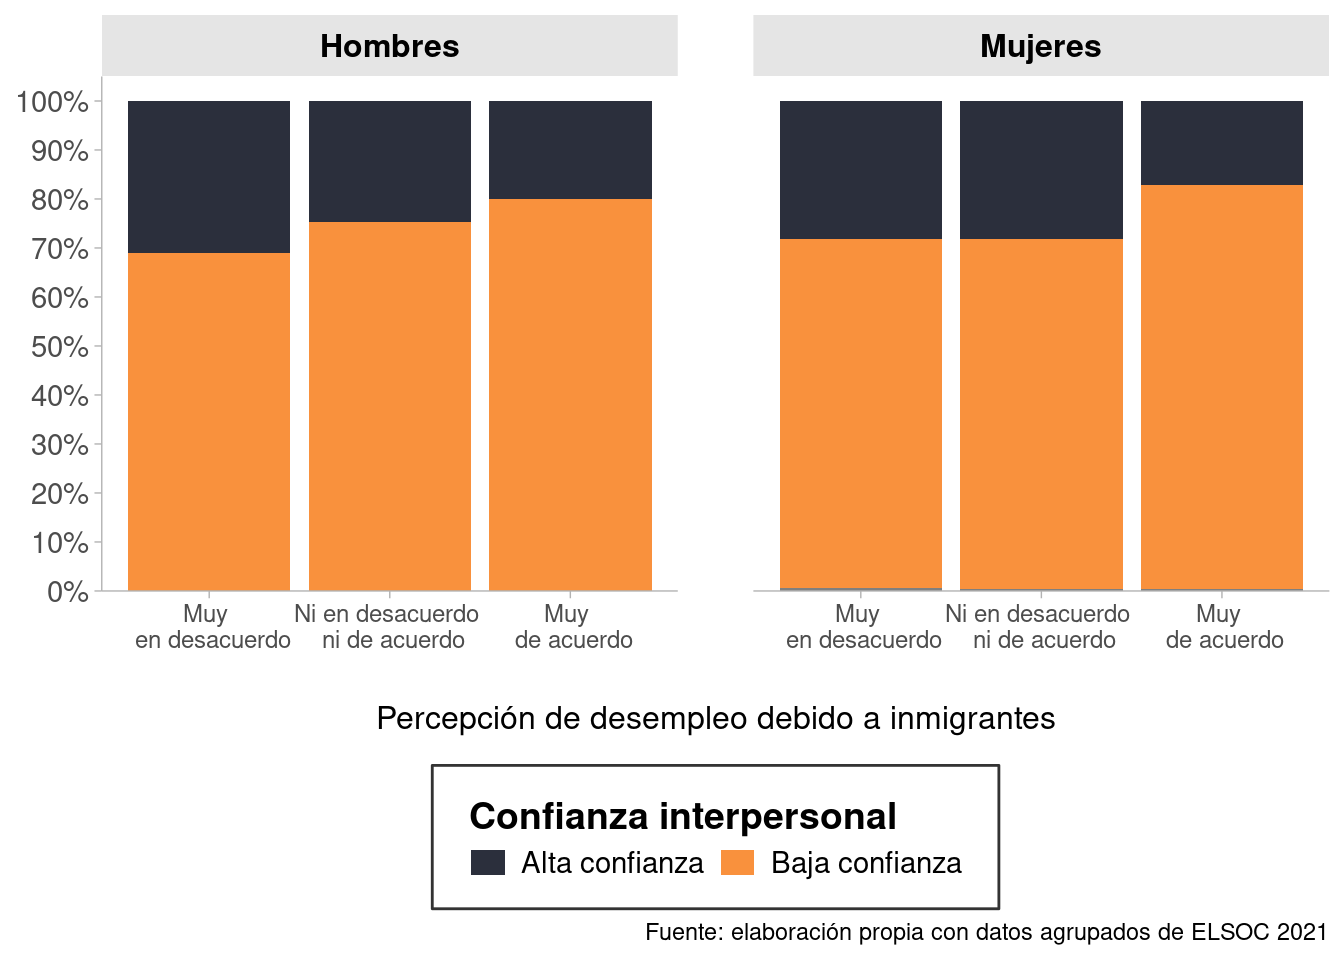 Hombres
Mujeres
100%
90%
80%
70%
60%
50%
40%
30%
20%
10%
0%
Muy
en desacuerdo
Ni en desacuerdo
ni de acuerdo
Muy
de acuerdo
Muy
en desacuerdo
Ni en desacuerdo
ni de acuerdo
Muy
de acuerdo
Percepción de desempleo debido a inmigrantes
Confianza interpersonal
Alta confianza
Baja confianza
Fuente: elaboración propia con datos agrupados de ELSOC 2021